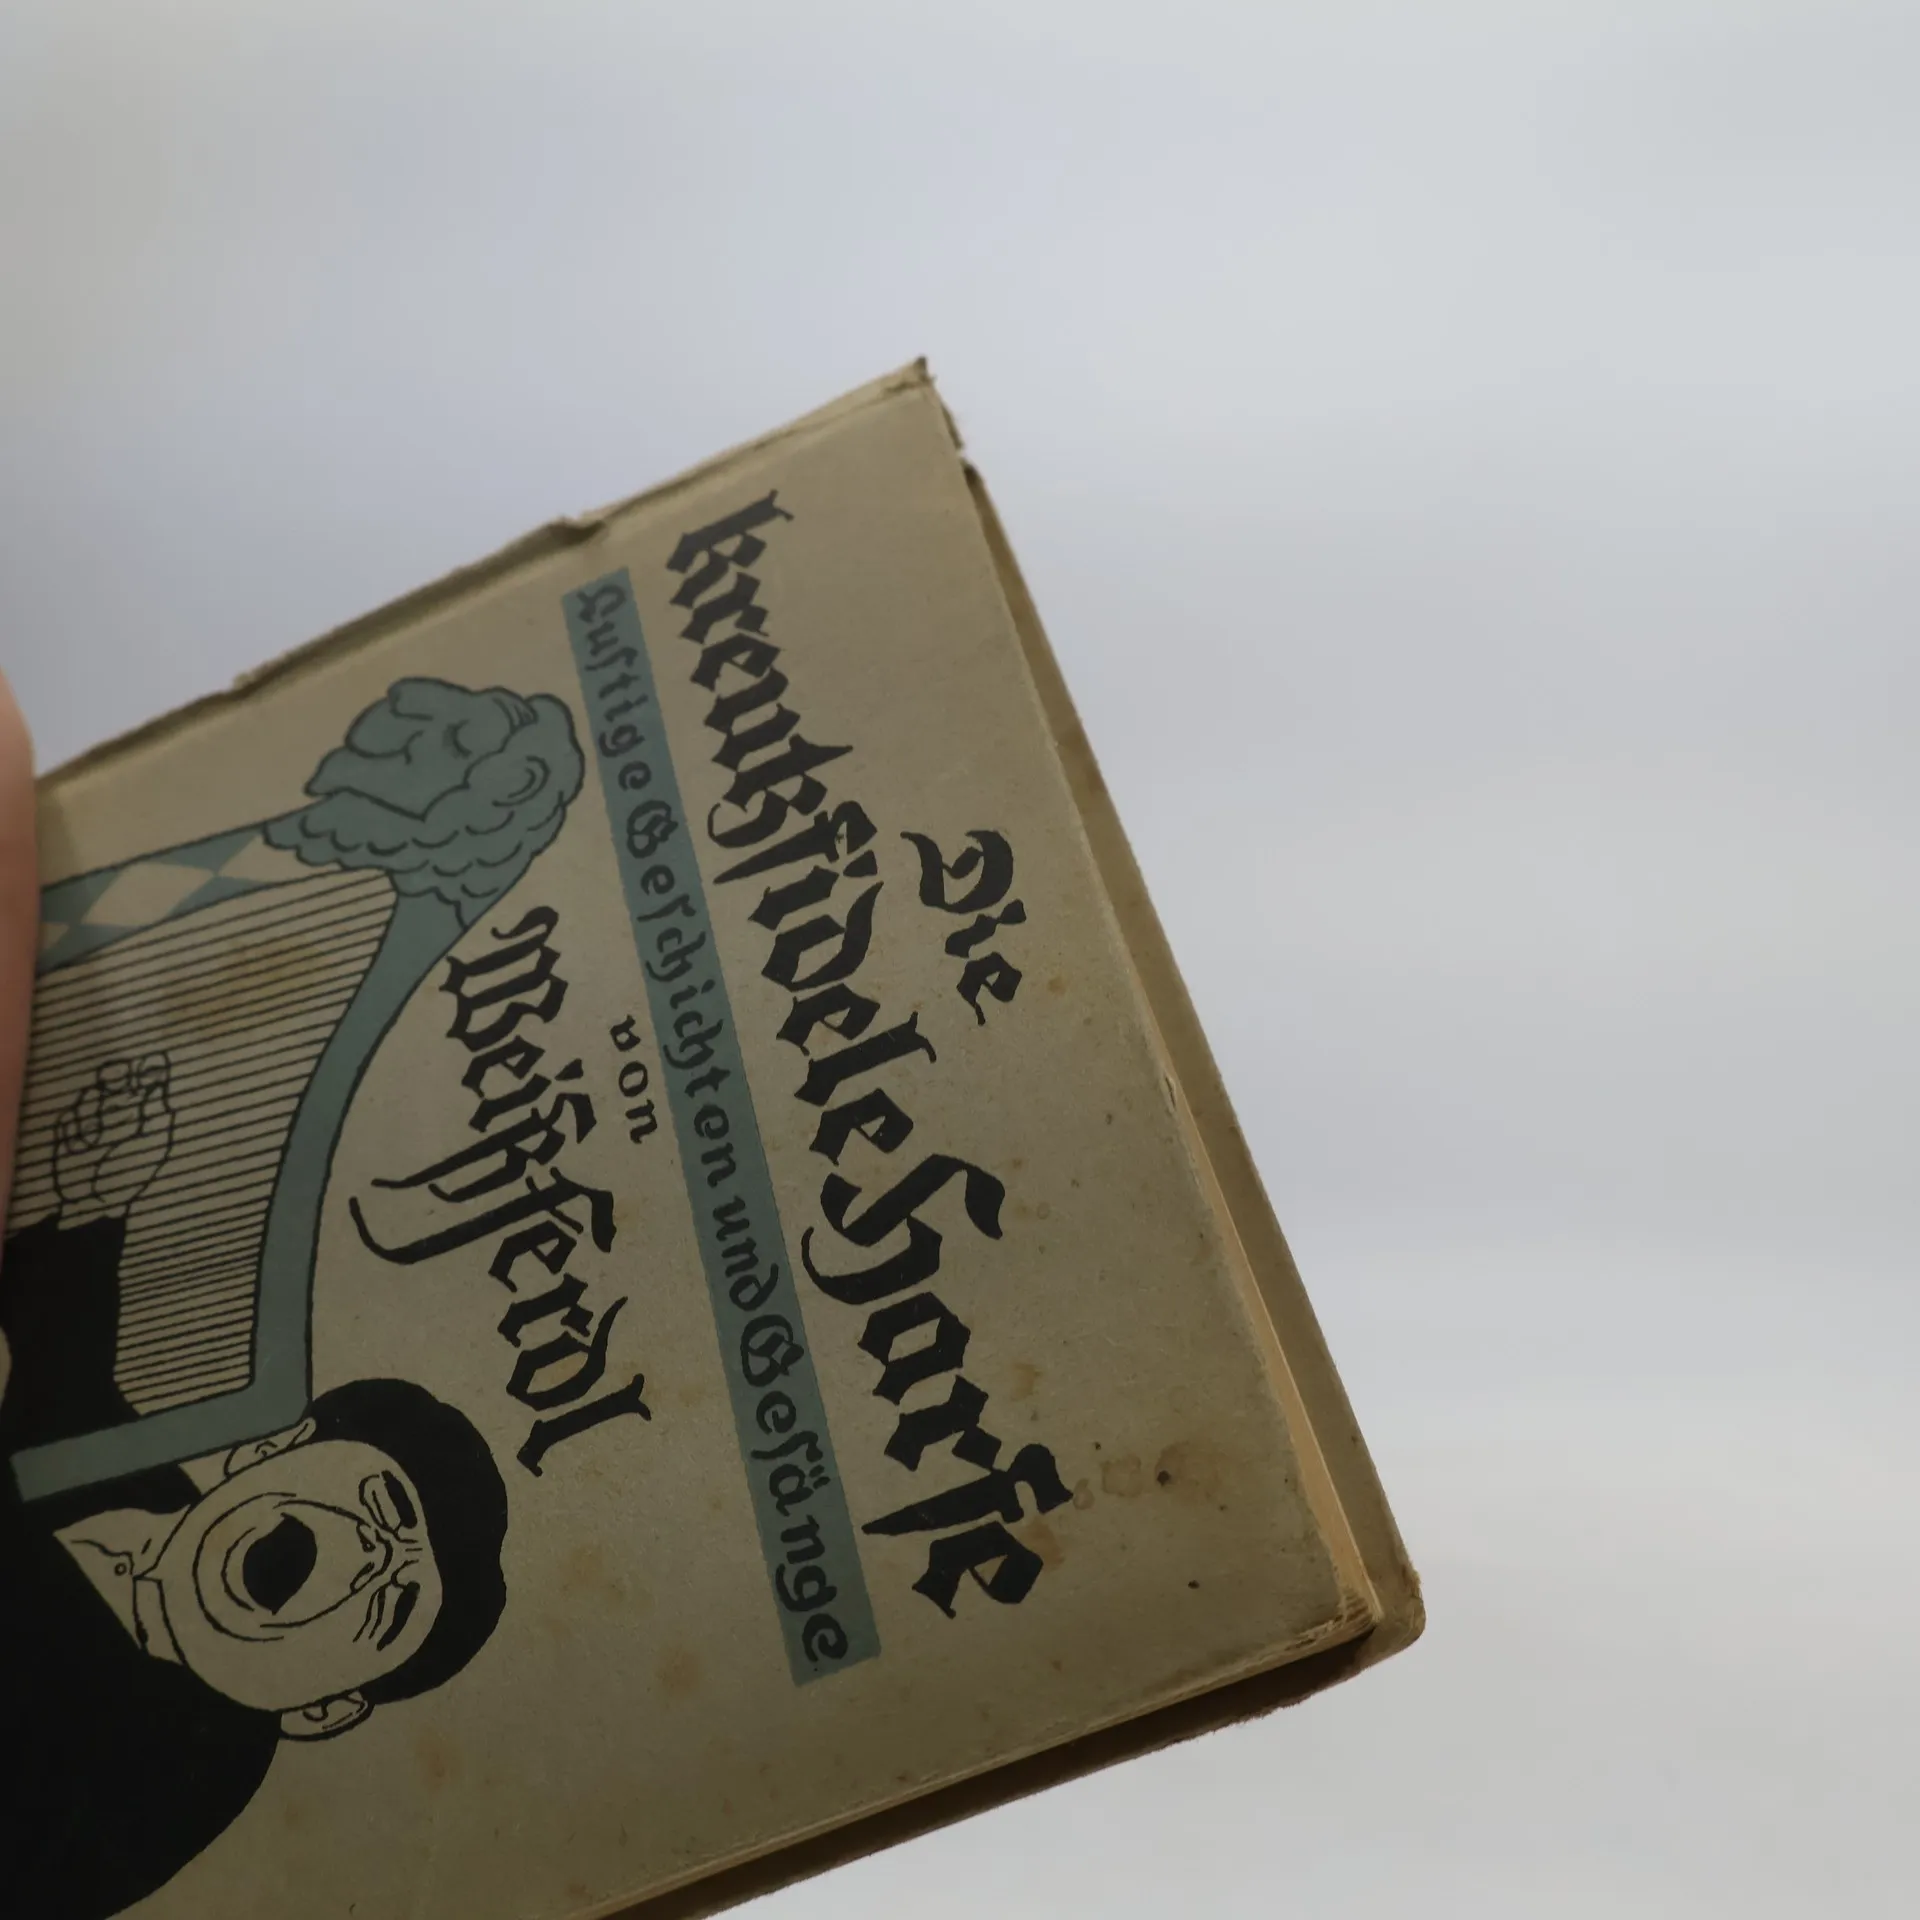 Die
kreuzfidele Harfe
Lustige Geschichten und Gesänge
von
Weiß Ferdl